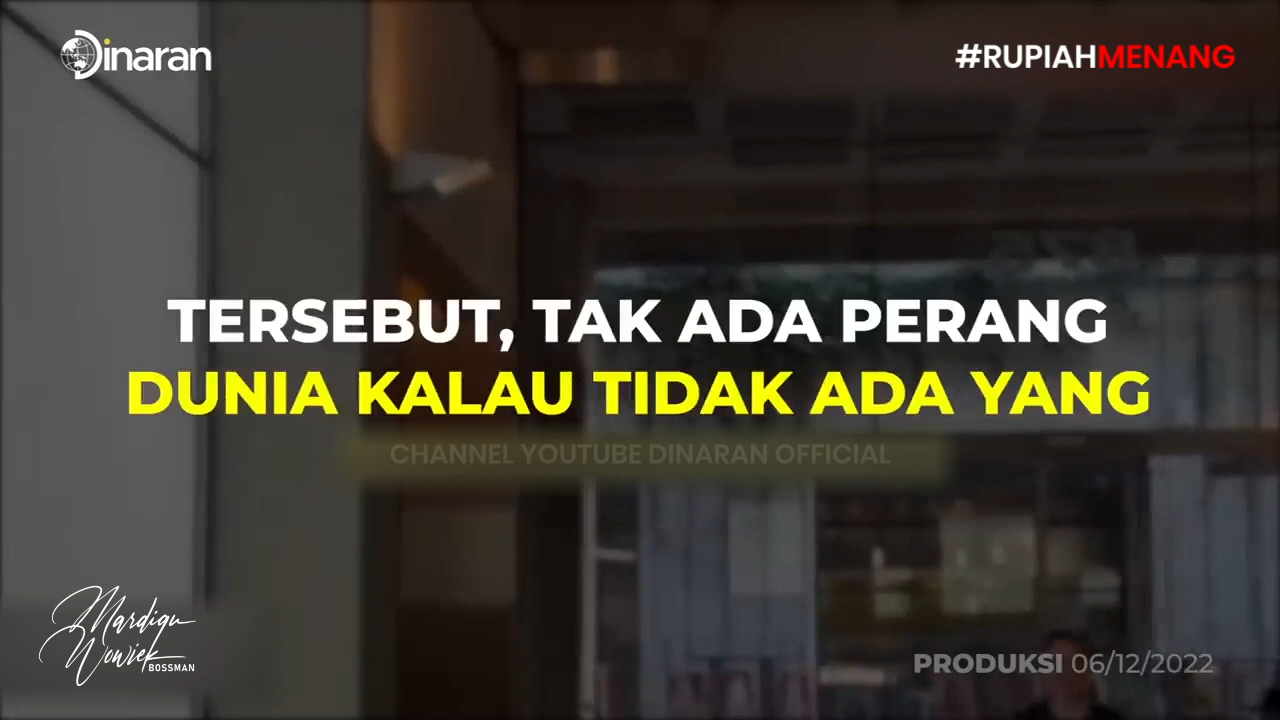 Dinaran
#RUPIAHMENANG
TERSEBUT, TAK ADA PERANG
DUNIA KALAU TIDAK ADA YANG
CHANNEL YOUTUBE DINARAN OFFICIAL
Mardigu
Wowiek
BOSSMAN
PRODUKSI 06/12/2022